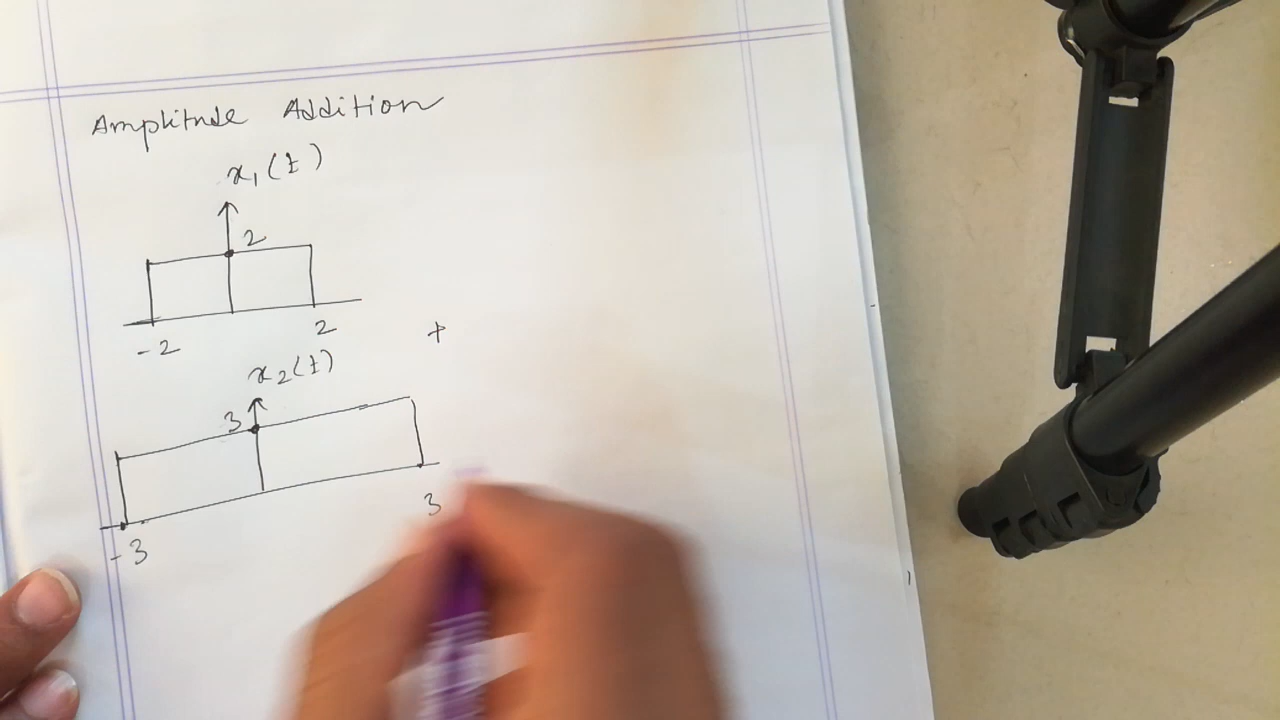 Amplitude Addition
x₁(t)
2
-2 2
+
x₂(t)
3
3
-3